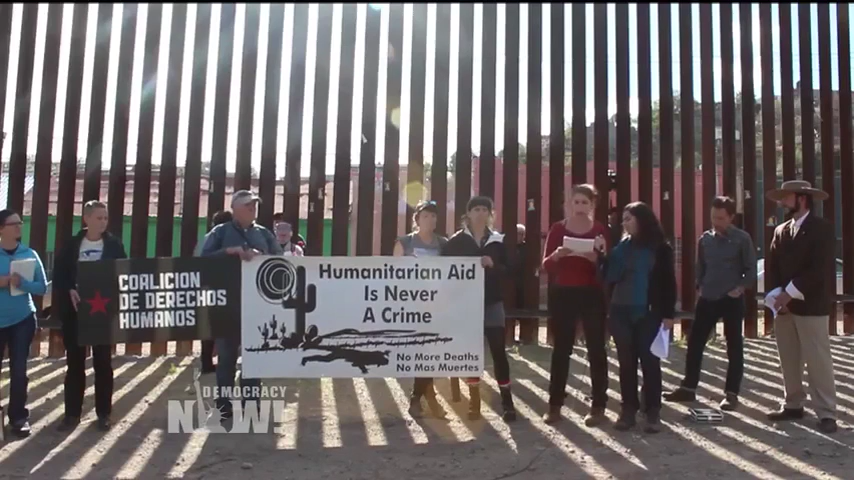 COALICION
DE DERECHOS
HUMANOS
Humanitarian Aid
Is Never
A Crime
No More Deaths
No Mas Muertes
DEMOCRACY
NOW!